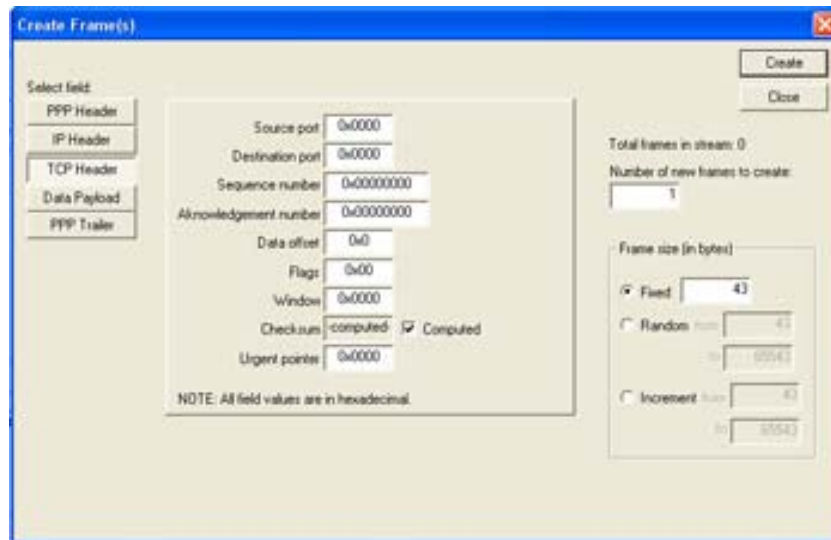 Create Frame(s)
Create
Close
Select field:
PPP Header
IP Header
TCP Header
Data Payload
PPP Trailer
Source port 0x0000
Destination port 0x0000
Sequence number 0x00000000
Aknowledgement number 0x00000000
Data offset 0x0
Flags 0x00
Window 0x0000
Checksum -computed- Computed
Urgent pointer 0x0000
NOTE: All field values are in hexadecimal.
Total frames in stream: 0
Number of new frames to create:
1
Frame size (in bytes)
Fixed 43
Random from 43
to 65543
Increment from 43
to 65543